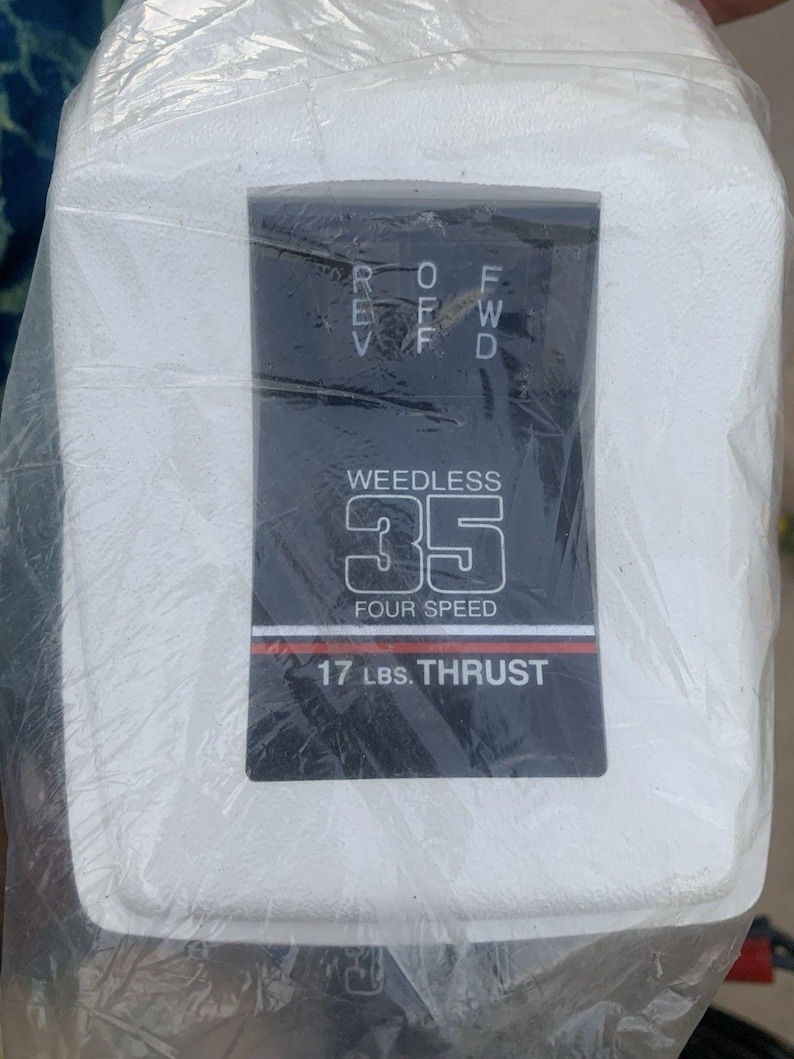 REV OFF FWD
WEEDLESS
35
FOUR SPEED
17 LBS. THRUST